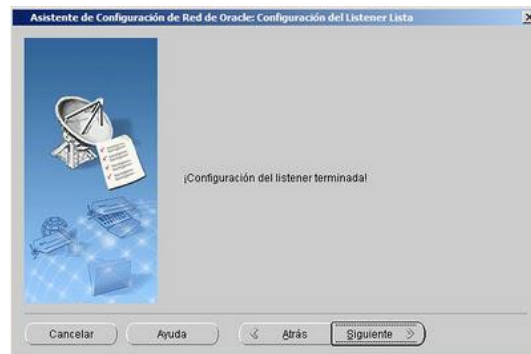 Asistente de Configuración de Red de Oracle: Configuración del Listener Lista
¡Configuración del listener terminada!
Cancelar
Ayuda
Atrás
Siguiente